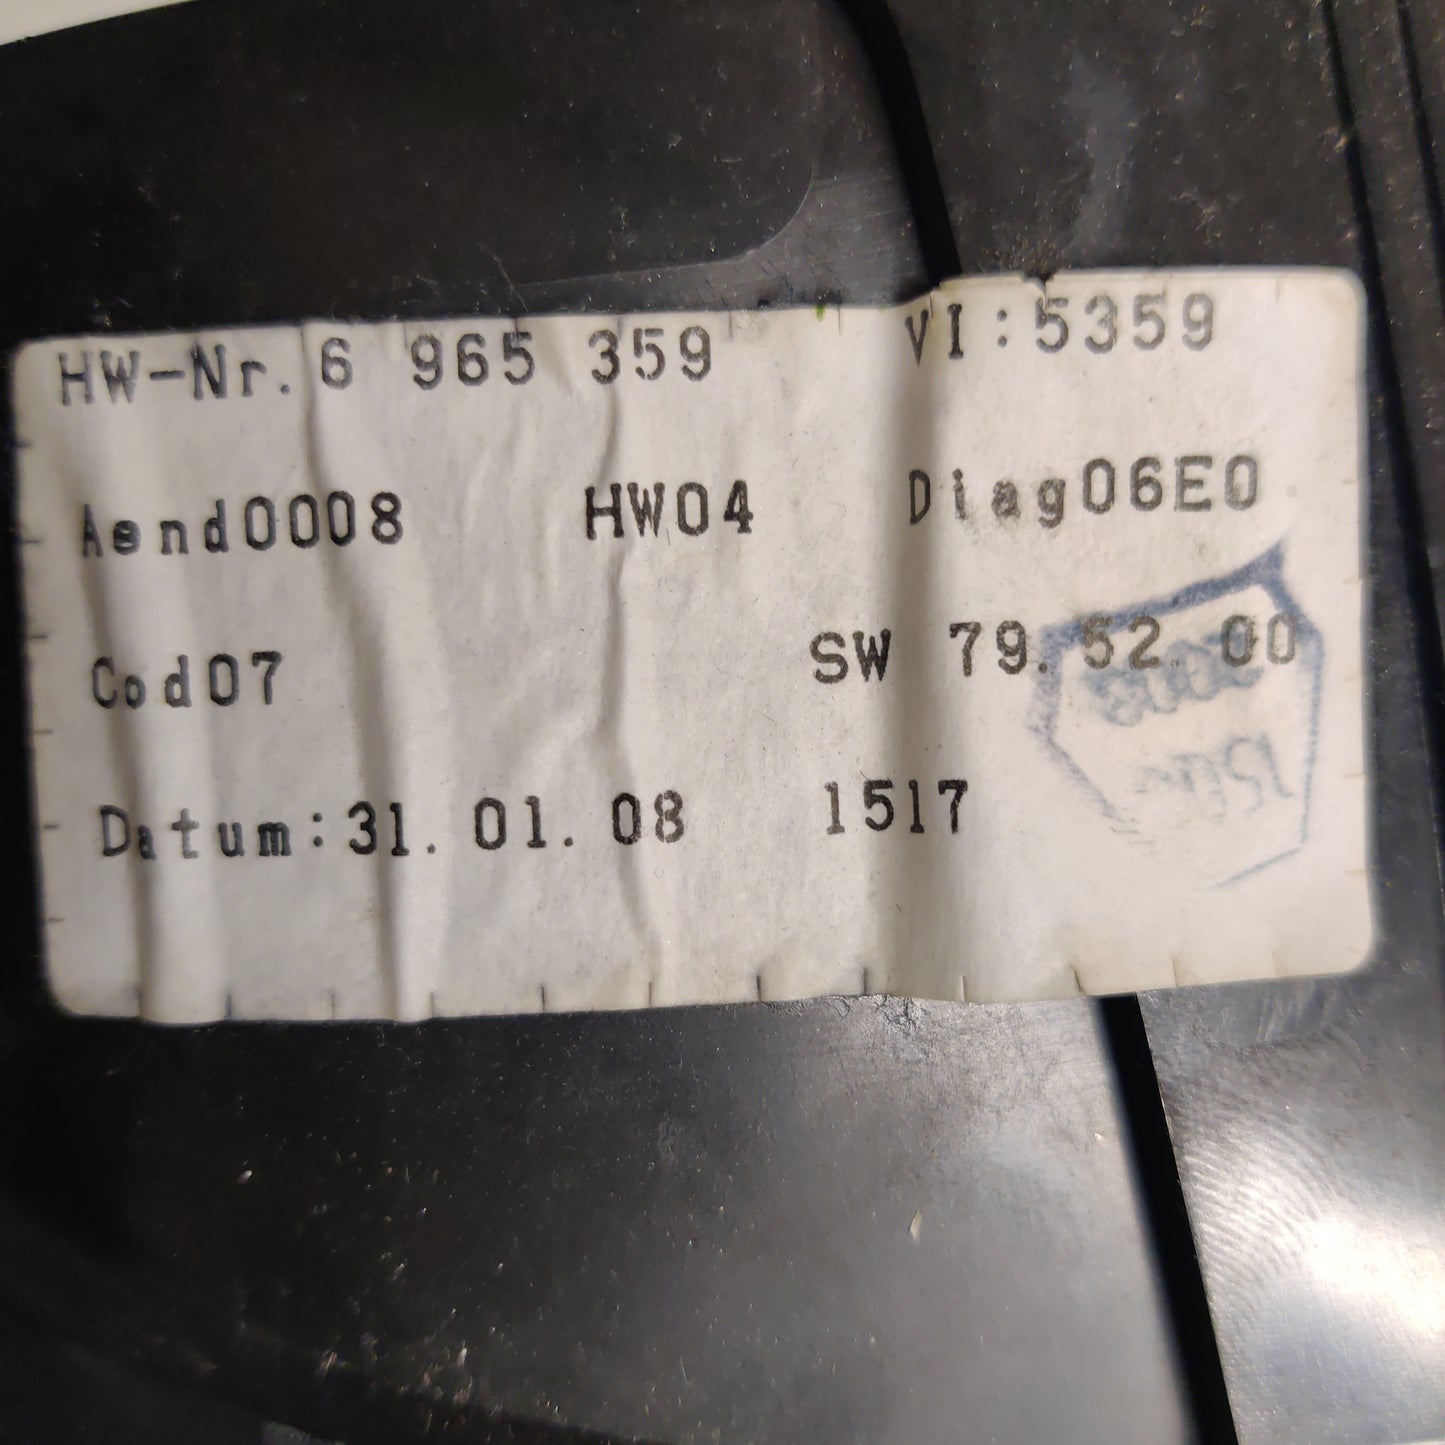 HW-Nr. 6 965 359 VI:5359
Aend0008 HW04 Diag06E0
Cod07 SW 79.52.00
Datum:31.01.08 1517